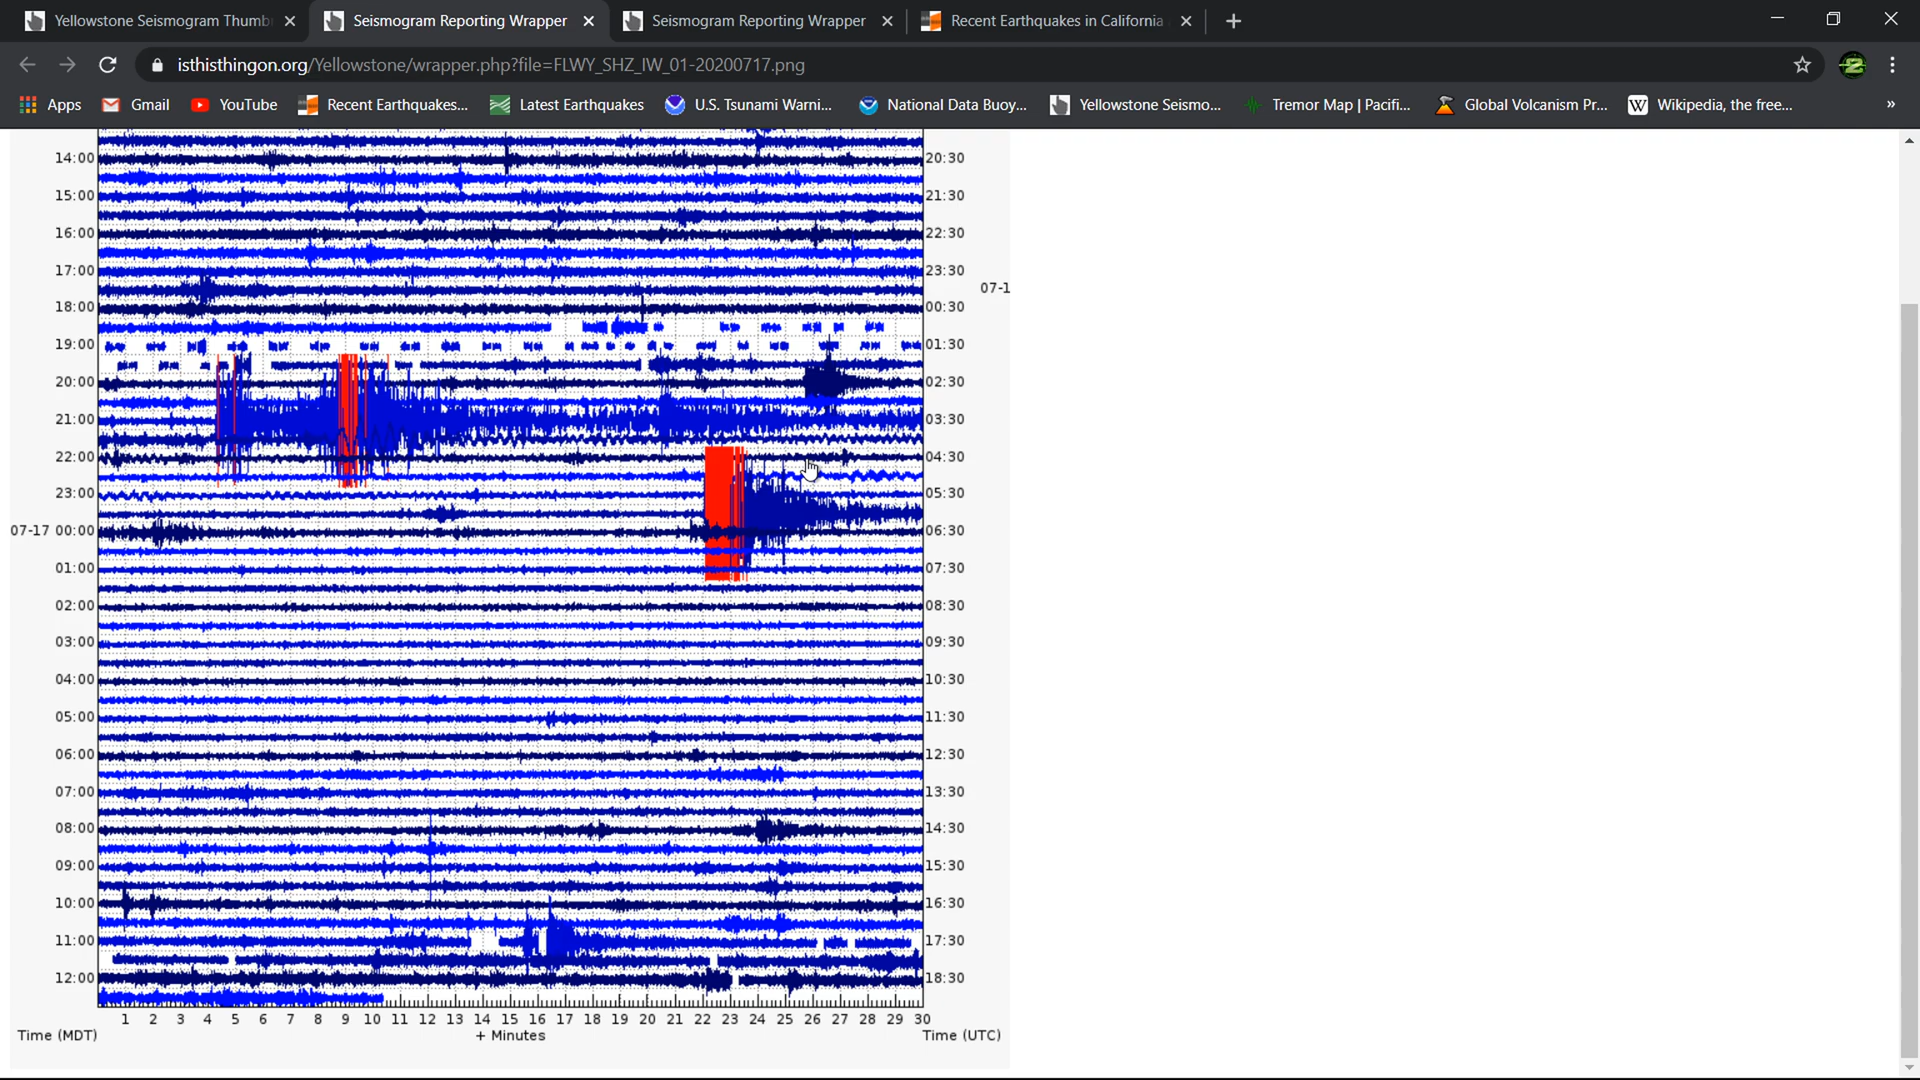 Yellowstone Seismogram Thumb
Seismogram Reporting Wrapper
Seismogram Reporting Wrapper
Recent Earthquakes in California
isthisthingon.org/Yellowstone/wrapper.php?file=FLWY_SHZ_IW_01-20200717.png
Apps Gmail YouTube Recent Earthquakes... Latest Earthquakes U.S. Tsunami Warni... National Data Buoy... Yellowstone Seismo... Tremor Map | Pacifi... Global Volcanism Pr... Wikipedia, the free... »
14:00 20:30
15:00 21:30
16:00 22:30
17:00 23:30
07-1
18:00 00:30
19:00 01:30
20:00 02:30
21:00 03:30
22:00 04:30
23:00 05:30
07-17 00:00 06:30
01:00 07:30
02:00 08:30
03:00 09:30
04:00 10:30
05:00 11:30
06:00 12:30
07:00 13:30
08:00 14:30
09:00 15:30
10:00 16:30
11:00 17:30
12:00 18:30
1 2 3 4 5 6 7 8 9 10 11 12 13 14 15 16 17 18 19 20 21 22 23 24 25 26 27 28 29 30
Time (MDT) + Minutes Time (UTC)